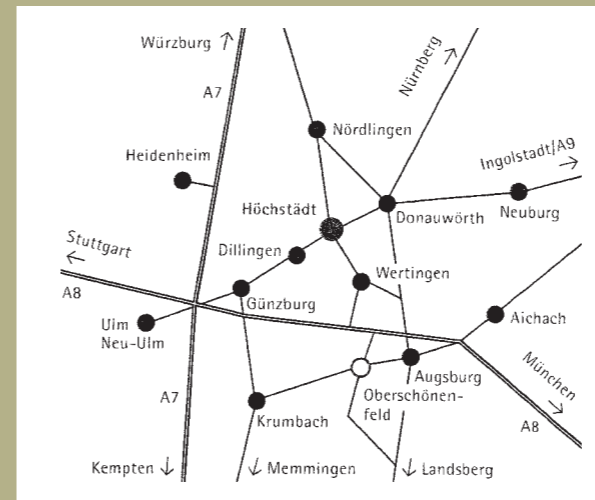 Würzburg
A7
Nürnberg
Nördlingen
Heidenheim
Ingolstadt/A9
Höchstädt
Donauwörth
Neuburg
Stuttgart
Dillingen
Wertingen
A8
Günzburg
Ulm
Neu-Ulm
Aichach
Augsburg
München
Oberschönen-
feld
A7
Krumbach
A8
Kempten
Memmingen
Landsberg